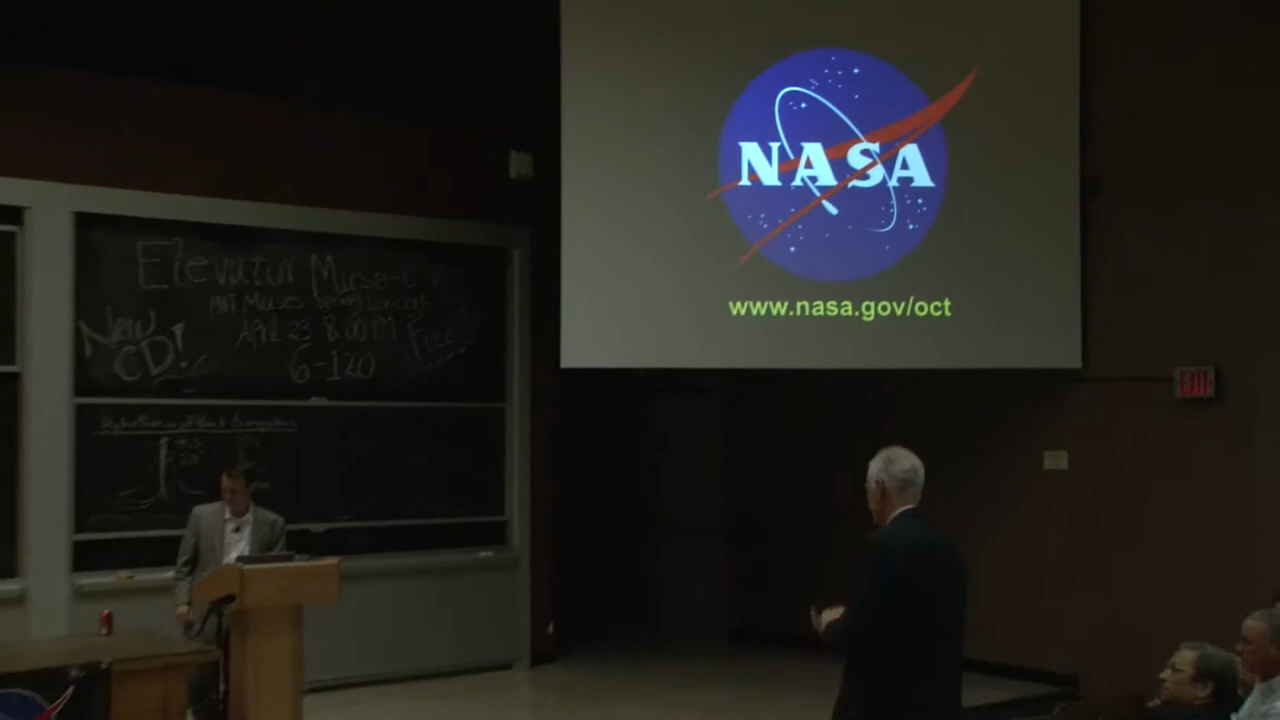 NASA
www.nasa.gov/oct
Elevator Muse-
MIT Muses Spring Concert
April 23 8:00 PM
6-120
New
CD!
EXIT